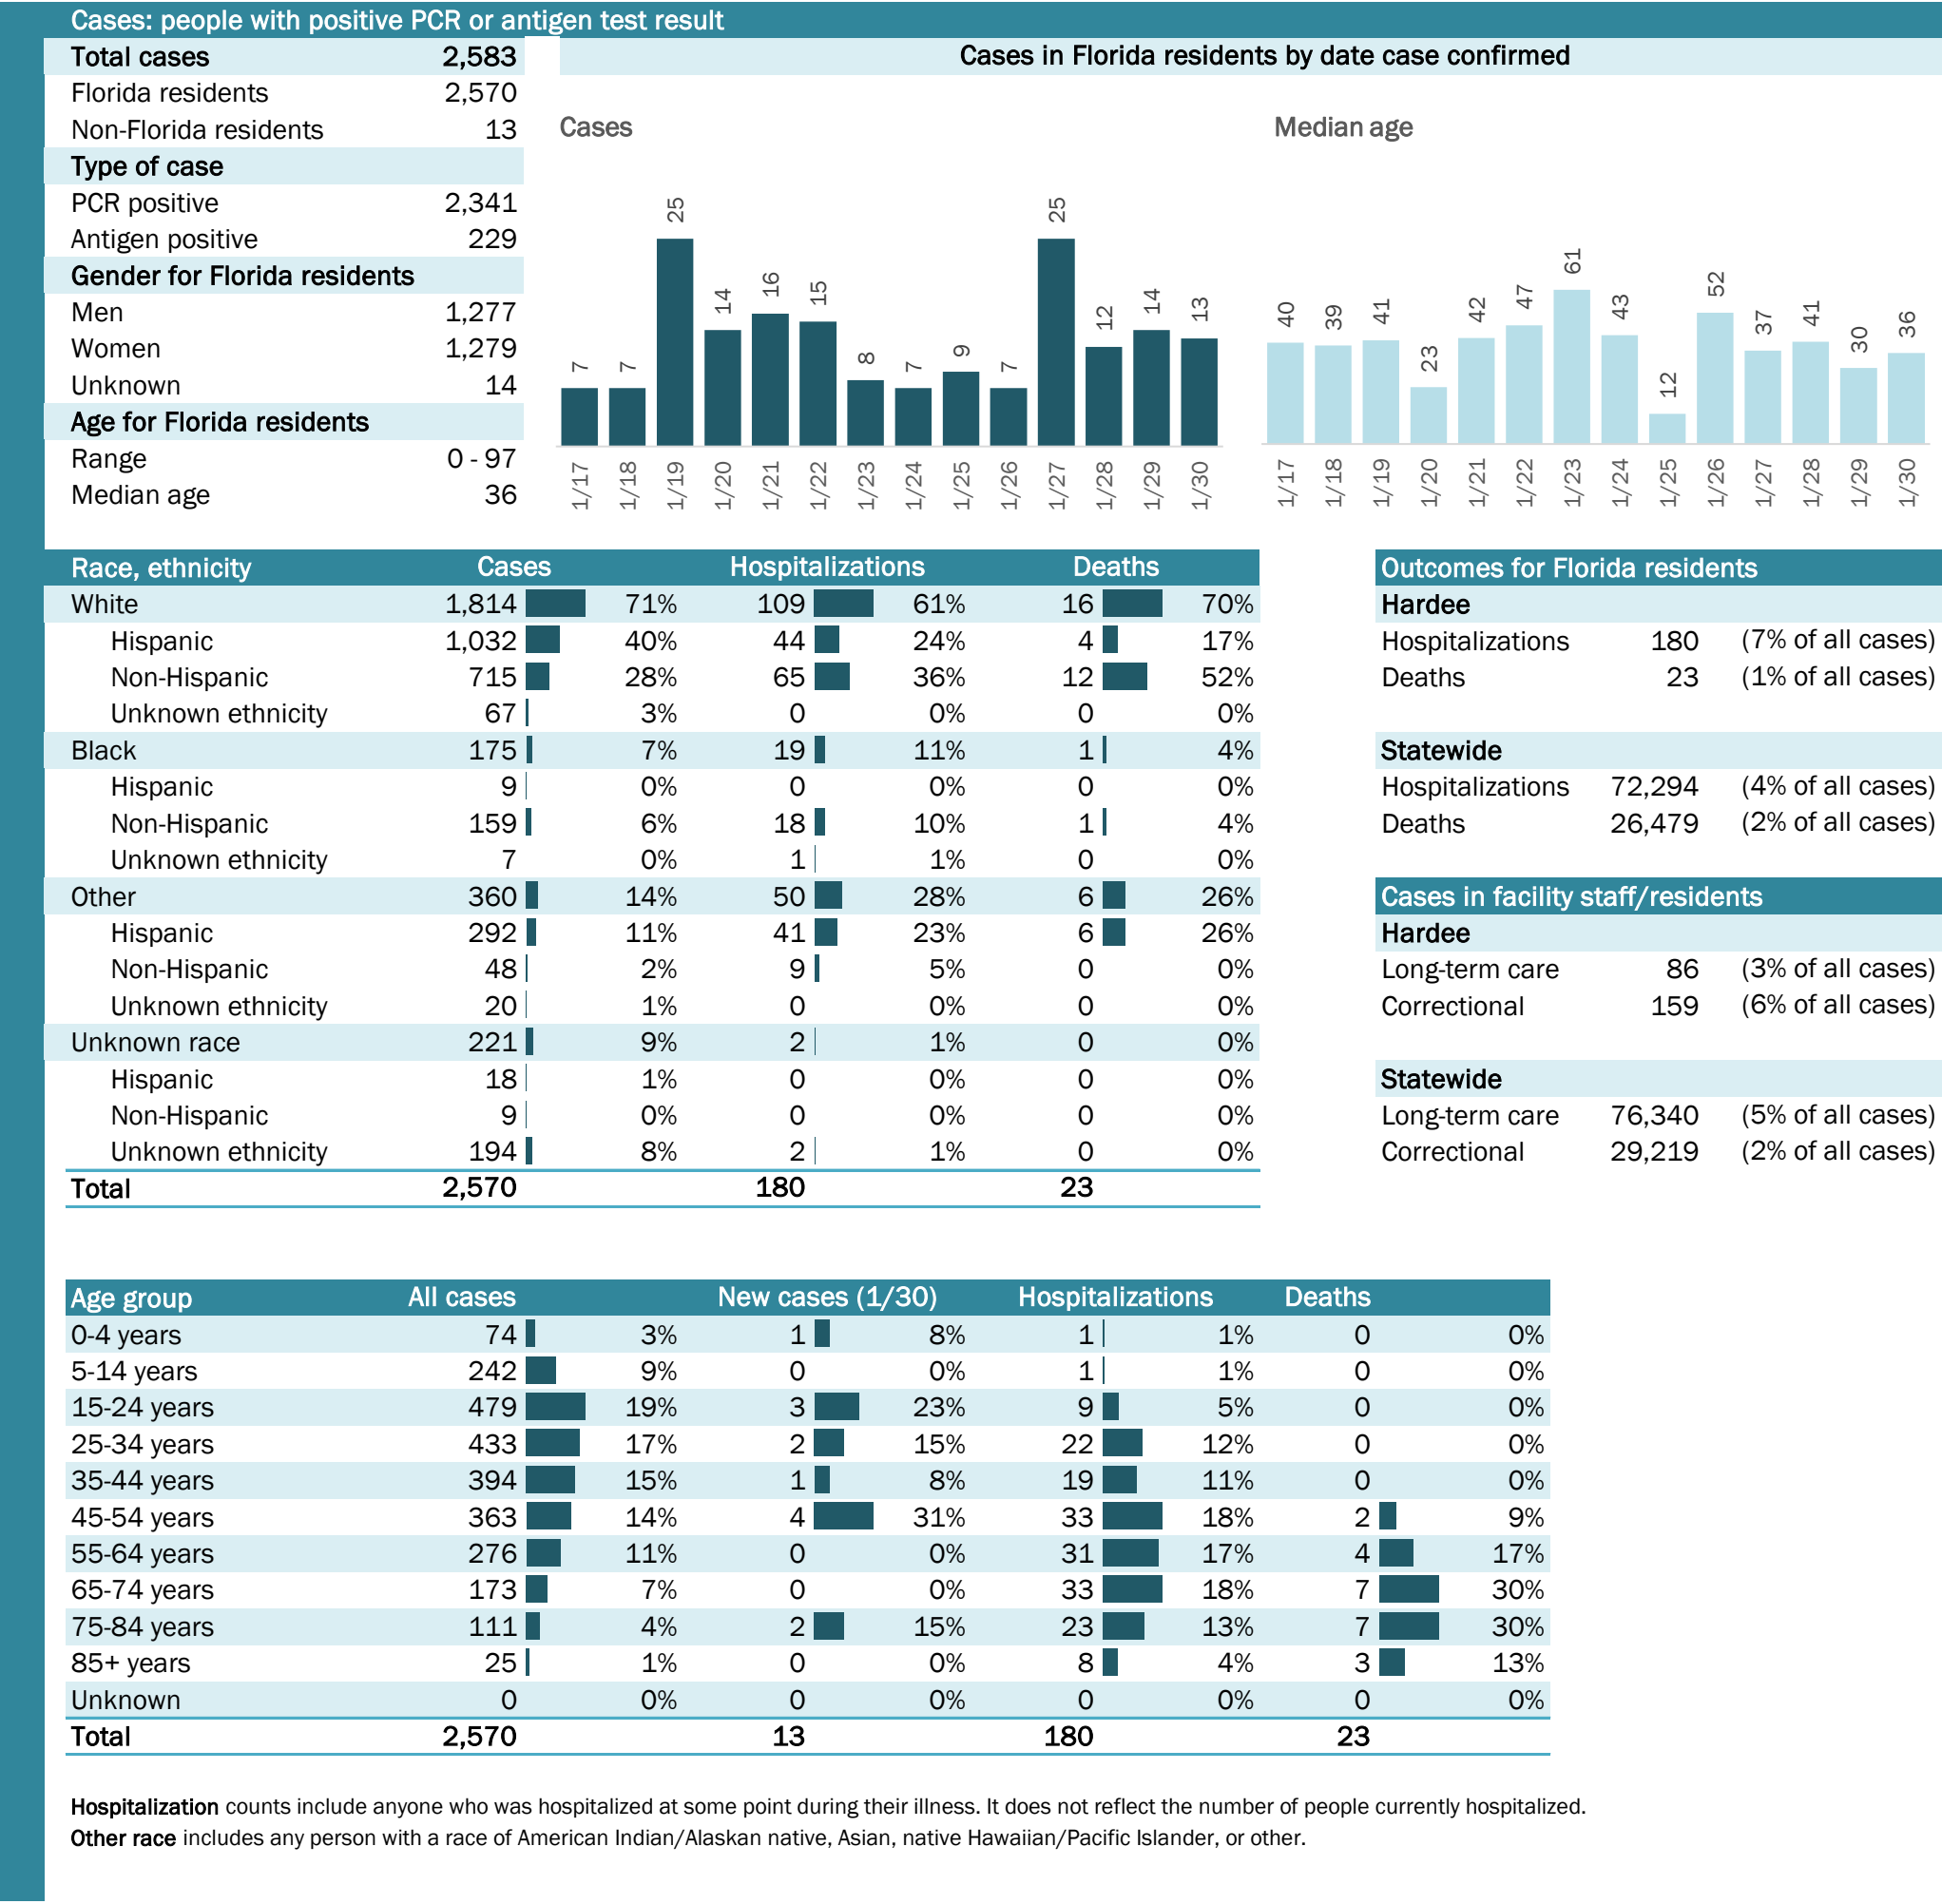 Cases: people with positive PCR or antigen test result
Total cases 2,583
Florida residents 2,570
Non-Florida residents 13
Type of case
PCR positive 2,341
Antigen positive 229
Gender for Florida residents
Men 1,277
Women 1,279
Unknown 14
Age for Florida residents
Range 0 - 97
Median age 36
Cases in Florida residents by date case confirmed
Cases
7 7 25 14 16 15 8 7 9 7 25 12 14 13
1/17 1/18 1/19 1/20 1/21 1/22 1/23 1/24 1/25 1/26 1/27 1/28 1/29 1/30
Median age
40 39 41 23 42 47 61 43 12 52 37 41 30 36
1/17 1/18 1/19 1/20 1/21 1/22 1/23 1/24 1/25 1/26 1/27 1/28 1/29 1/30
Race, ethnicity Cases Hospitalizations Deaths
White 1,814 71% 109 61% 16 70%
Hispanic 1,032 40% 44 24% 4 17%
Non-Hispanic 715 28% 65 36% 12 52%
Unknown ethnicity 67 3% 0 0% 0 0%
Black 175 7% 19 11% 1 4%
Hispanic 9 0% 0 0% 0 0%
Non-Hispanic 159 6% 18 10% 1 4%
Unknown ethnicity 7 0% 1 1% 0 0%
Other 360 14% 50 28% 6 26%
Hispanic 292 11% 41 23% 6 26%
Non-Hispanic 48 2% 9 5% 0 0%
Unknown ethnicity 20 1% 0 0% 0 0%
Unknown race 221 9% 2 1% 0 0%
Hispanic 18 1% 0 0% 0 0%
Non-Hispanic 9 0% 0 0% 0 0%
Unknown ethnicity 194 8% 2 1% 0 0%
Total 2,570 180 23
Outcomes for Florida residents
Hardee
Hospitalizations 180 (7% of all cases)
Deaths 23 (1% of all cases)
Statewide
Hospitalizations 72,294 (4% of all cases)
Deaths 26,479 (2% of all cases)
Cases in facility staff/residents
Hardee
Long-term care 86 (3% of all cases)
Correctional 159 (6% of all cases)
Statewide
Long-term care 76,340 (5% of all cases)
Correctional 29,219 (2% of all cases)
Age group All cases New cases (1/30) Hospitalizations Deaths
0-4 years 74 3% 1 8% 1 1% 0 0%
5-14 years 242 9% 0 0% 1 1% 0 0%
15-24 years 479 19% 3 23% 9 5% 0 0%
25-34 years 433 17% 2 15% 22 12% 0 0%
35-44 years 394 15% 1 8% 19 11% 0 0%
45-54 years 363 14% 4 31% 33 18% 2 9%
55-64 years 276 11% 0 0% 31 17% 4 17%
65-74 years 173 7% 0 0% 33 18% 7 30%
75-84 years 111 4% 2 15% 23 13% 7 30%
85+ years 25 1% 0 0% 8 4% 3 13%
Unknown 0 0% 0 0% 0 0% 0 0%
Total 2,570 13 180 23
Hospitalization counts include anyone who was hospitalized at some point during their illness. It does not reflect the number of people currently hospitalized.
Other race includes any person with a race of American Indian/Alaskan native, Asian, native Hawaiian/Pacific Islander, or other.